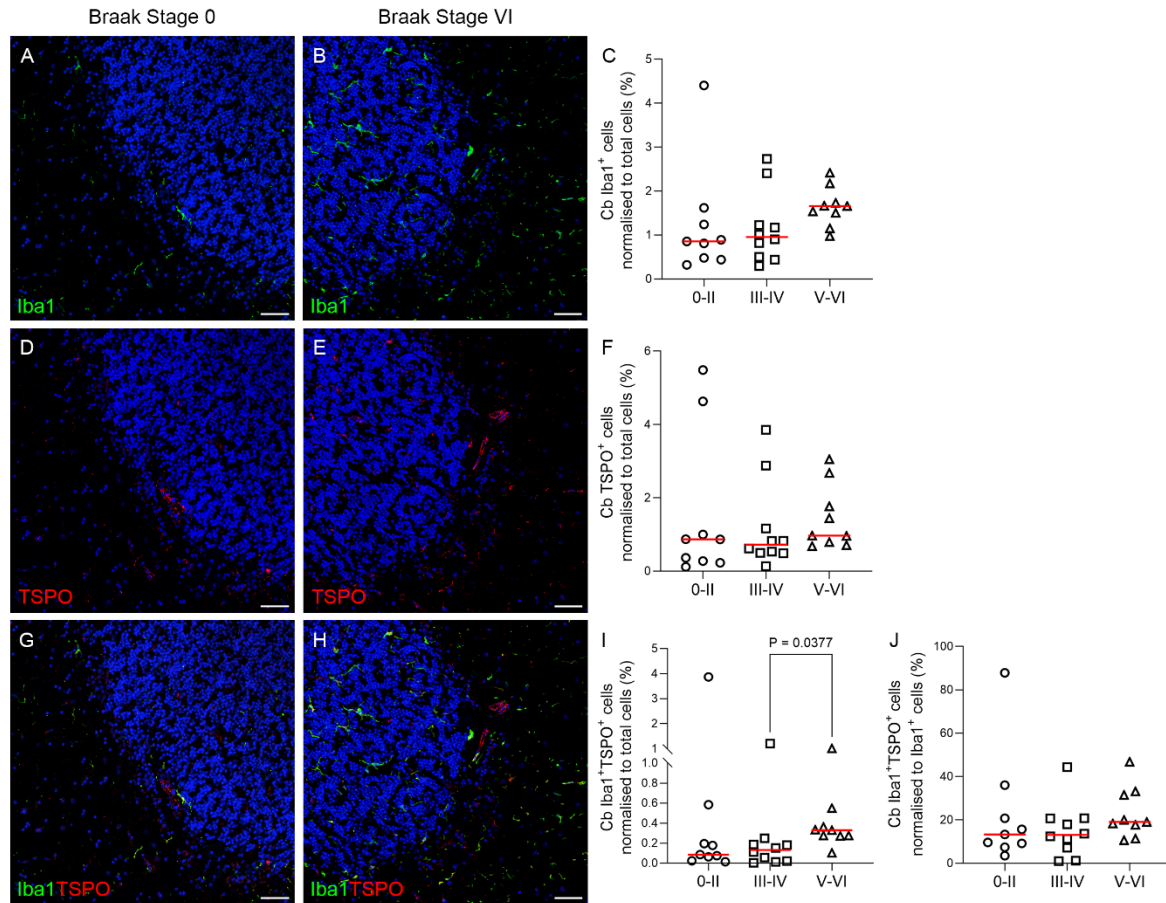 Braak Stage 0
Braak Stage VI
A
Iba1
B
Iba1
C
Cb Iba1⁺ cells
normalised to total cells (%)
5
4
3
2
1
0
0-II
III-IV
V-VI
D
TSPO
E
TSPO
F
Cb TSPO⁺ cells
normalised to total cells (%)
6
4
2
0
0-II
III-IV
V-VI
G
Iba1TSPO
H
Iba1TSPO
I
Cb Iba1⁺TSPO⁺ cells
normalised to total cells (%)
P = 0.0377
5
4
3
2
1
1.0
0.8
0.6
0.4
0.2
0.0
0-II
III-IV
V-VI
J
Cb Iba1⁺TSPO⁺ cells
normalised to Iba1⁺ cells (%)
100
80
60
40
20
0
0-II
III-IV
V-VI